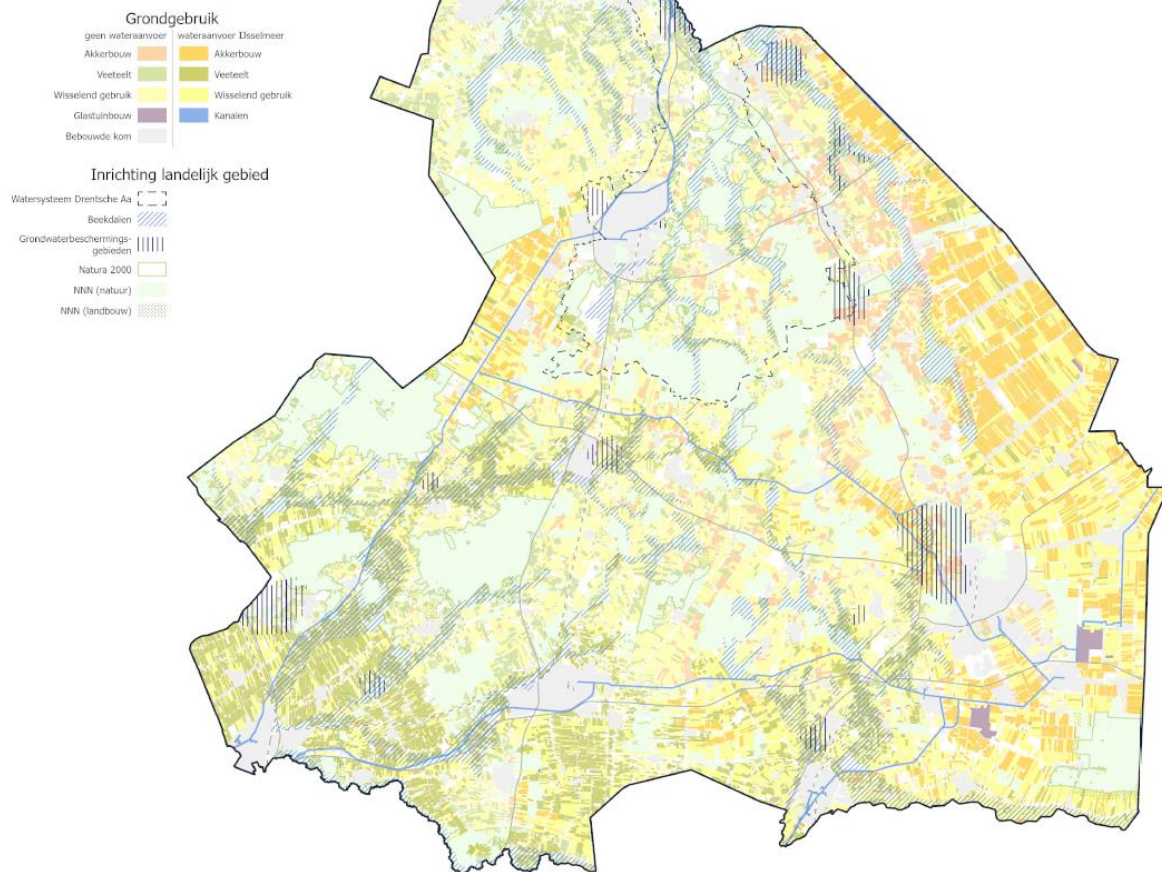 Grondgebruik
geen wateraanvoer wateraanvoer IJsselmeer
Akkerbouw Akkerbouw
Veeteelt Veeteelt
Wisselend gebruik Wisselend gebruik
Glastuinbouw Kanalen
Bebouwde kom
Inrichting landelijk gebied
Watersysteem Drentsche Aa
Beekdalen
Grondwaterbeschermings-
gebieden
Natura 2000
NNN (natuur)
NNN (landbouw)